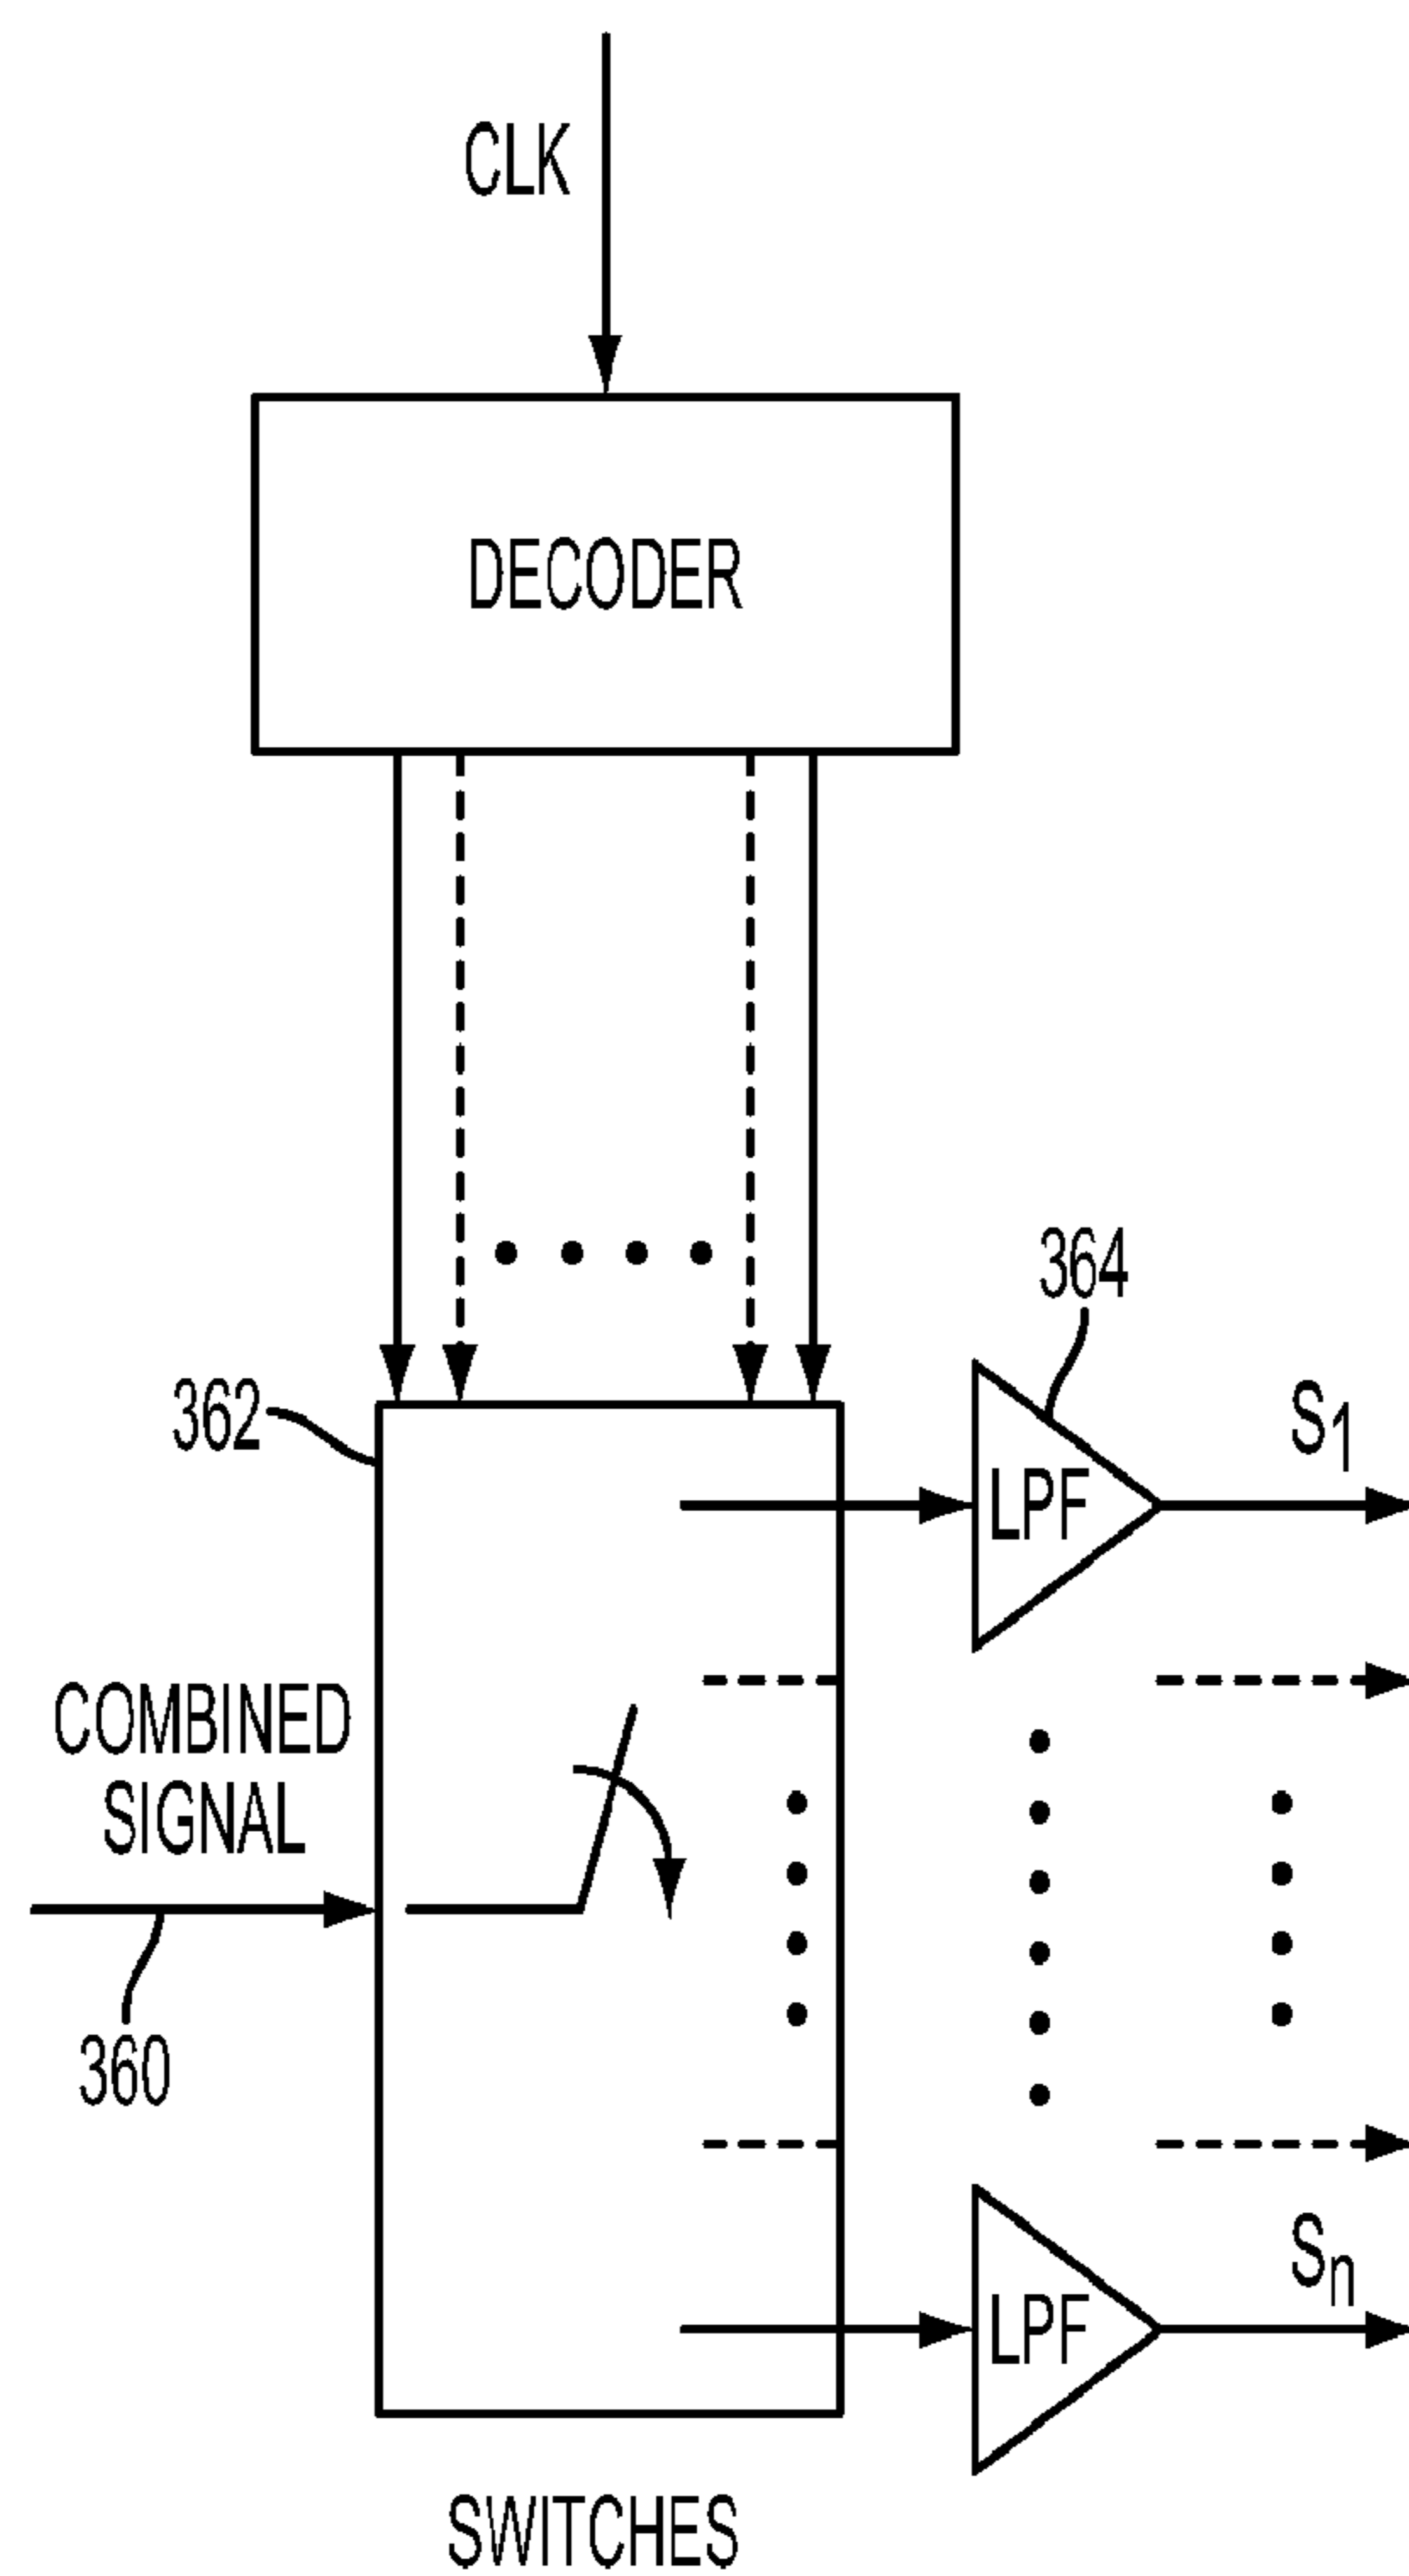 CLK
DECODER
364
362
S1
LPF
COMBINED
SIGNAL
360
Sn
LPF
SWITCHES